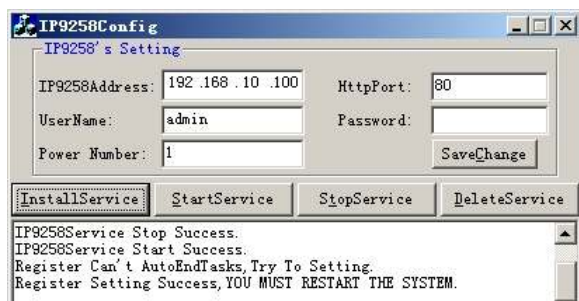 IP9258Config
IP9258's Setting
IP9258Address: 192 .168 . 10 .100 HttpPort: 80
UserName: admin Password:
Power Number: 1 SaveChange
InstallService StartService StopService DeleteService
IP9258Service Stop Success.
IP9258Service Start Success.
Register Can't AutoEndTasks,Try To Setting.
Register Setting Success,YOU MUST RESTART THE SYSTEM.